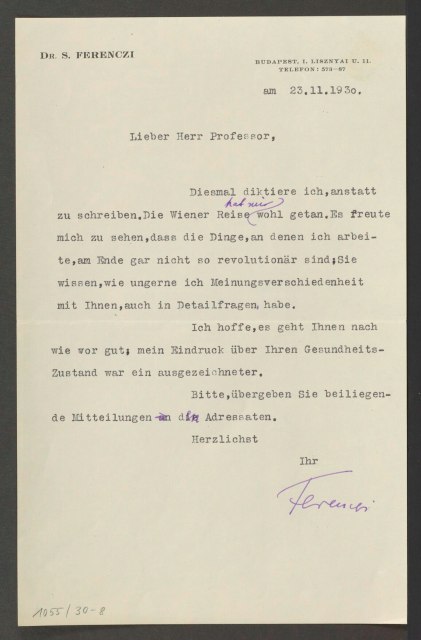 DR. S. FERENCZI
BUDAPEST, I. LISZNYAI U. 11.
TELEFON: 573—87
am 23.11.1930.
Lieber Herr Professor,
Diesmal diktiere ich,anstatt
hat mir
zu schreiben.Die Wiener Reise wohl getan.Es freute
mich zu sehen,dass die Dinge,an denen ich arbei-
te,am Ende gar nicht so revolutionär sind;Sie
wissen,wie ungerne ich Meinungsverschiedenheit
mit Ihnen,auch in Detailfragen,habe.
Ich hoffe,es geht Ihnen nach
wie vor gut; mein Eindruck über Ihren Gesundheits-
Zustand war ein ausgezeichneter.
Bitte,übergeben Sie beiliegen-
de Mitteilungen an den Adressaten.
Herzlichst
Ihr
Ferenczi
1055/30-8